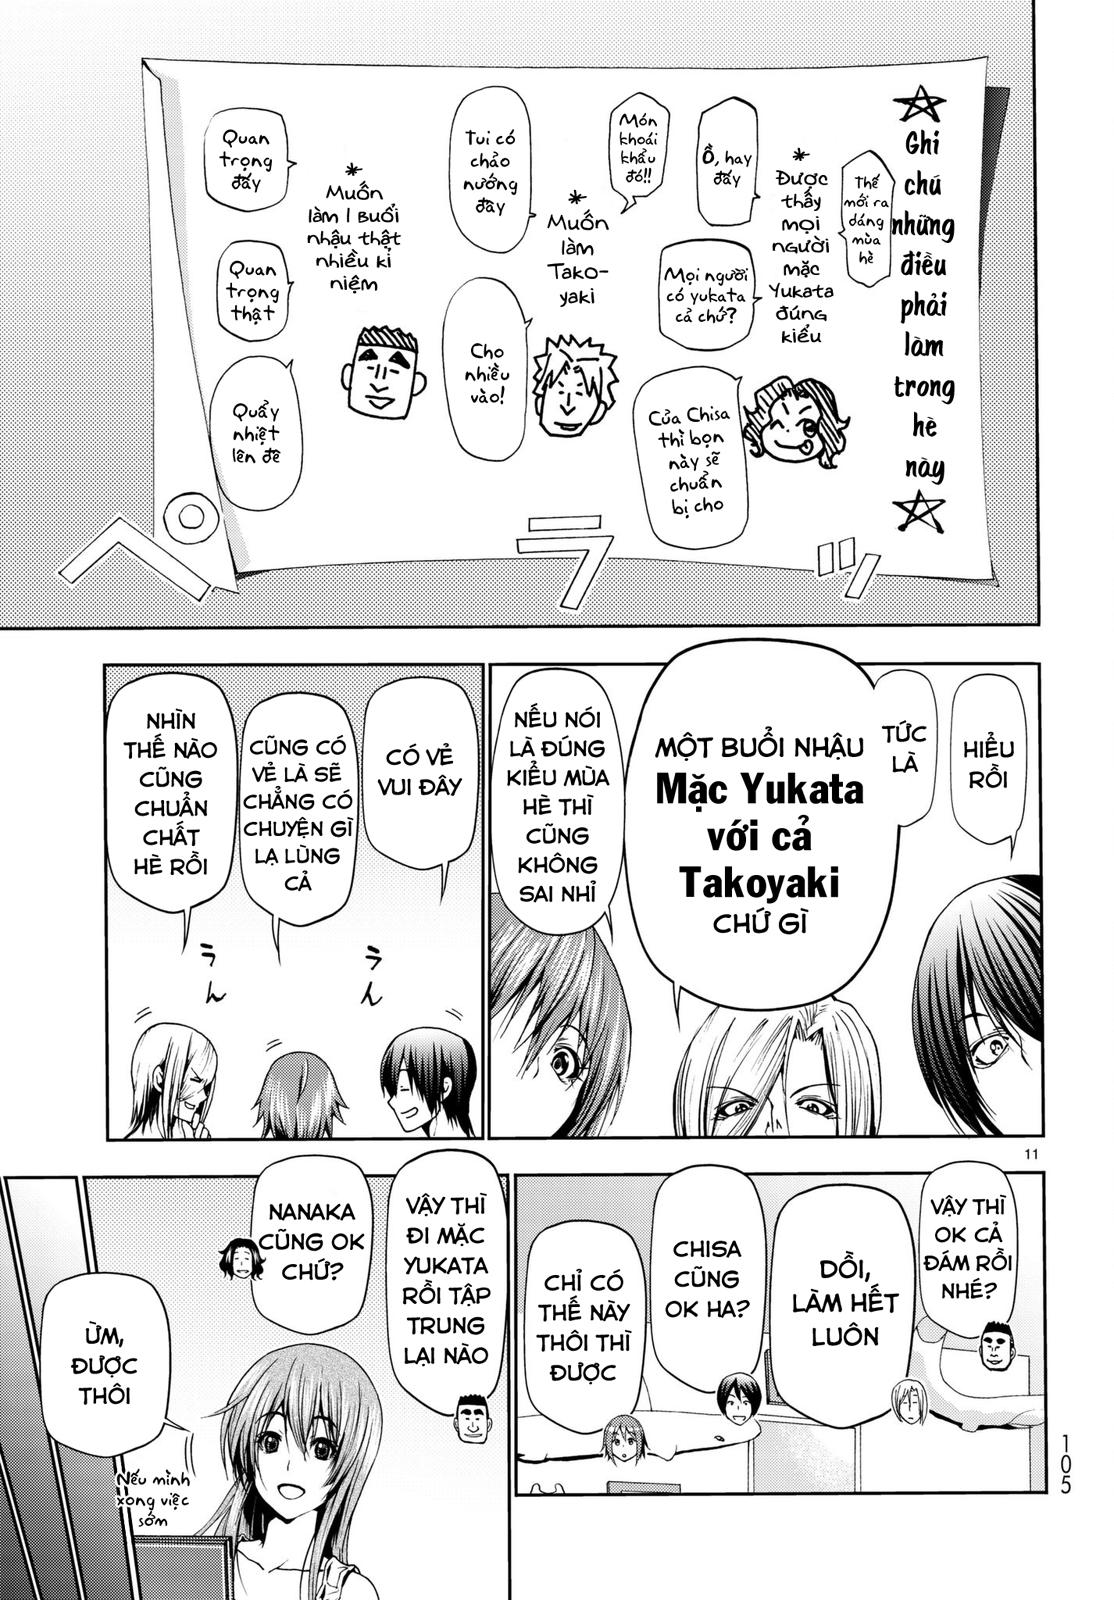 Ghi
chú
những
điều
phải
làm
trong
hè
này
Thế
mới ra
dáng
mùa
hè
*
Được
thấy
mọi
người
mặc
Yukata
đúng
kiểu
Ồ, hay
đấy
Mọi người
có yukata
cả chứ?
Của Chisa
thì bọn
này sẽ
chuẩn
bị cho
Món
khoái
khẩu
đó!!
*
Muốn
làm
Tako-
yaki
Tui có
chảo
nướng
đây
Cho
nhiều
vào!
*
Muốn
làm 1 buổi
nhậu thật
nhiều kỉ
niệm
Quan
trọng
đấy
Quan
trọng
thật
Quẩy
nhiệt
lên đê
ペラッ
HIỂU
RỒI
TỨC
LÀ
MỘT BUỔI NHẬU
Mặc Yukata
với cả
Takoyaki
CHỨ GÌ
NẾU NÓI
LÀ ĐÚNG
KIỂU MÙA
HÈ THÌ
CŨNG
KHÔNG
SAI NHỈ
CÓ VẺ
VUI ĐÂY
CŨNG CÓ
VẺ LÀ SẼ
CHẲNG CÓ
CHUYỆN GÌ
LẠ LÙNG
CẢ
NHÌN
THẾ NÀO
CŨNG
CHUẨN
CHẤT
HÈ RỒI
うん
うん
11
VẬY THÌ
OK CẢ
ĐÁM RỒI
NHÉ?
DỒI,
LÀM HẾT
LUÔN
CHISA
CŨNG
OK HA?
CHỈ CÓ
THẾ NÀY
THÔI THÌ
ĐƯỢC
VẬY THÌ
ĐI MẶC
YUKATA
RỒI TẬP
TRUNG
LẠI NÀO
NANAKA
CŨNG OK
CHỨ?
ỪM,
ĐƯỢC
THÔI
Nếu mình
xong việc
sớm
105